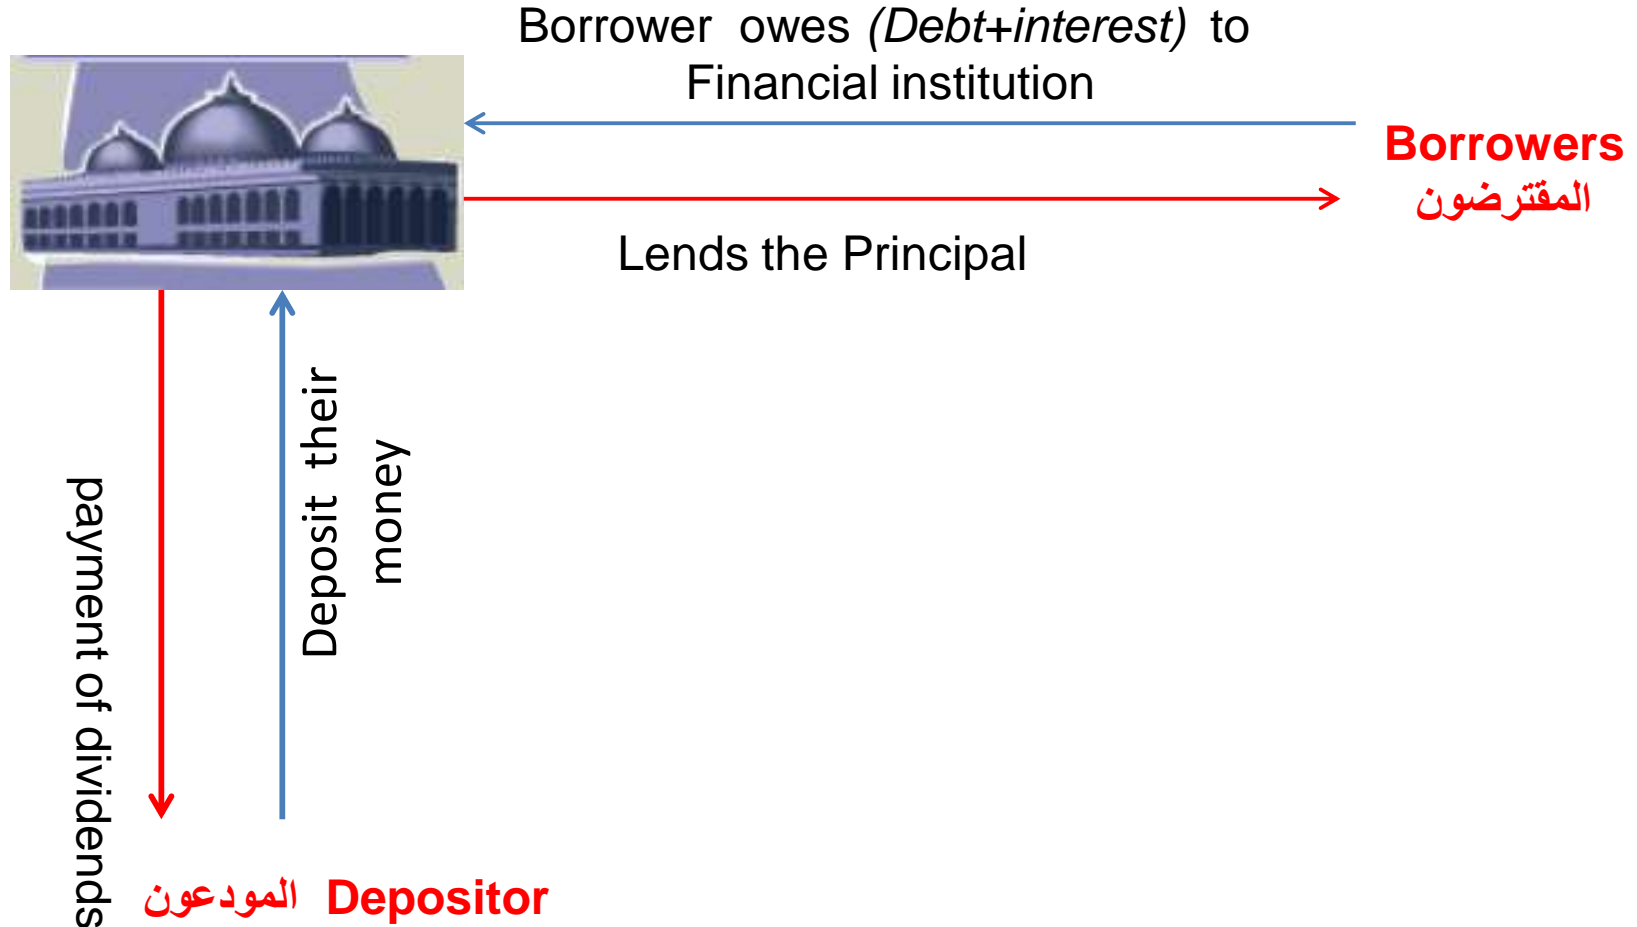 Borrower owes (Debt+interest) to
Financial institution
Borrowers
المقترضون
Lends the Principal
Deposit their
money
payment of dividends
المودعون Depositor